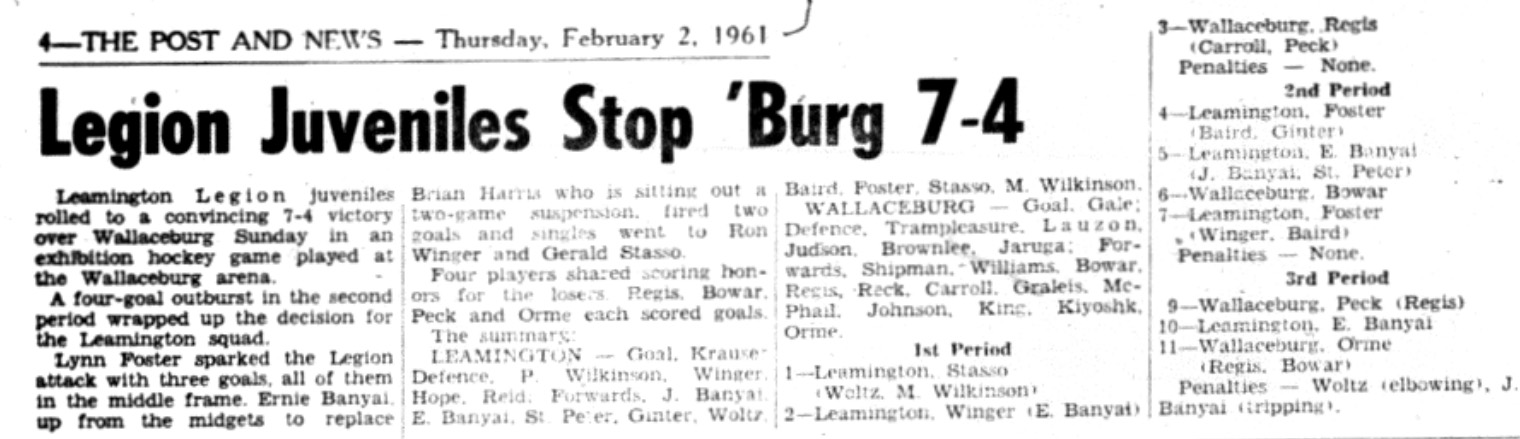 4—THE POST AND NEWS — Thursday, February 2, 1961
Legion Juveniles Stop 'Burg 7-4
Leamington Legion juveniles
rolled to a convincing 7-4 victory
over Wallaceburg Sunday in an
exhibition hockey game played at
the Wallaceburg arena.
A four-goal outburst in the second
period wrapped up the decision for
the Leamington squad.
Lynn Foster sparked the Legion
attack with three goals, all of them
in the middle frame. Ernie Banyai,
up from the midgets to replace
Brian Harris who is sitting out a
two-game suspension, fired two
goals and singles went to Ron
Winger and Gerald Stasso.
Four players shared scoring hon-
ors for the losers. Regis, Bowar,
Peck and Orme each scored goals.
The summary:
LEAMINGTON — Goal, Krause;
Defence, P. Wilkinson, Winger,
Hope, Reid. Forwards, J. Banyai,
E. Banyai, St. Peter, Ginter, Woltz,
Baird, Foster, Stasso, M. Wilkinson.
WALLACEBURG — Goal, Gale;
Defence, Trampleasure, Lauzon,
Judson, Brownlee, Jaruga; For-
wards, Shipman, Williams, Bowar,
Regis, Reck, Carroll, Graleis, Mc-
Phail, Johnson, King, Kiyoshk,
Orme.
1st Period
1—Leamington, Stasso
(Woltz, M. Wilkinson)
2—Leamington, Winger (E. Banyai)
3—Wallaceburg, Regis
(Carroll, Peck)
Penalties — None.
2nd Period
4—Leamington, Foster
(Baird, Ginter)
5—Leamington, E. Banyai
(J. Banyai, St. Peter)
6—Wallaceburg, Bowar
7—Leamington, Foster
(Winger, Baird)
Penalties — None.
3rd Period
9—Wallaceburg, Peck (Regis)
10—Leamington, E. Banyai
11—Wallaceburg, Orme
(Regis, Bowar)
Penalties — Woltz (elbowing), J.
Banyai (tripping).